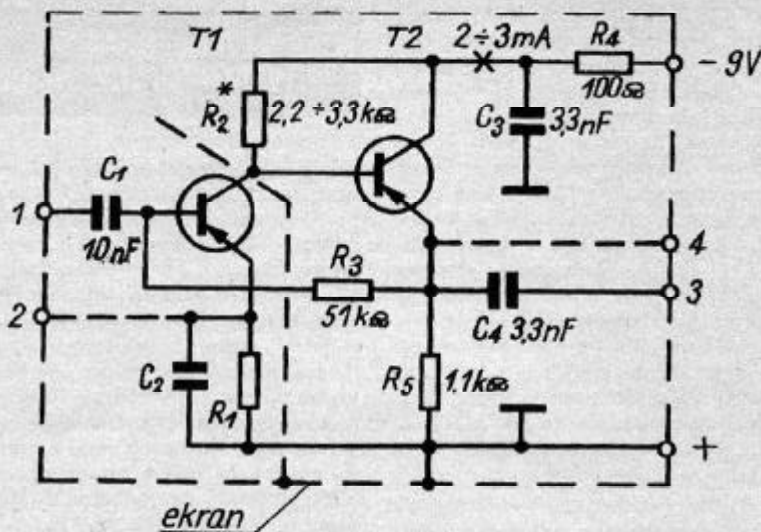 T1
T2
2÷3mA
R4
-9V
100Ω
*
R2
2,2÷3,3kΩ
C3
3,3nF
C1
1
10nF
4
R3
3
51kΩ
C4 3,3nF
2
C2
R1
R5
1.1kΩ
+
ekran